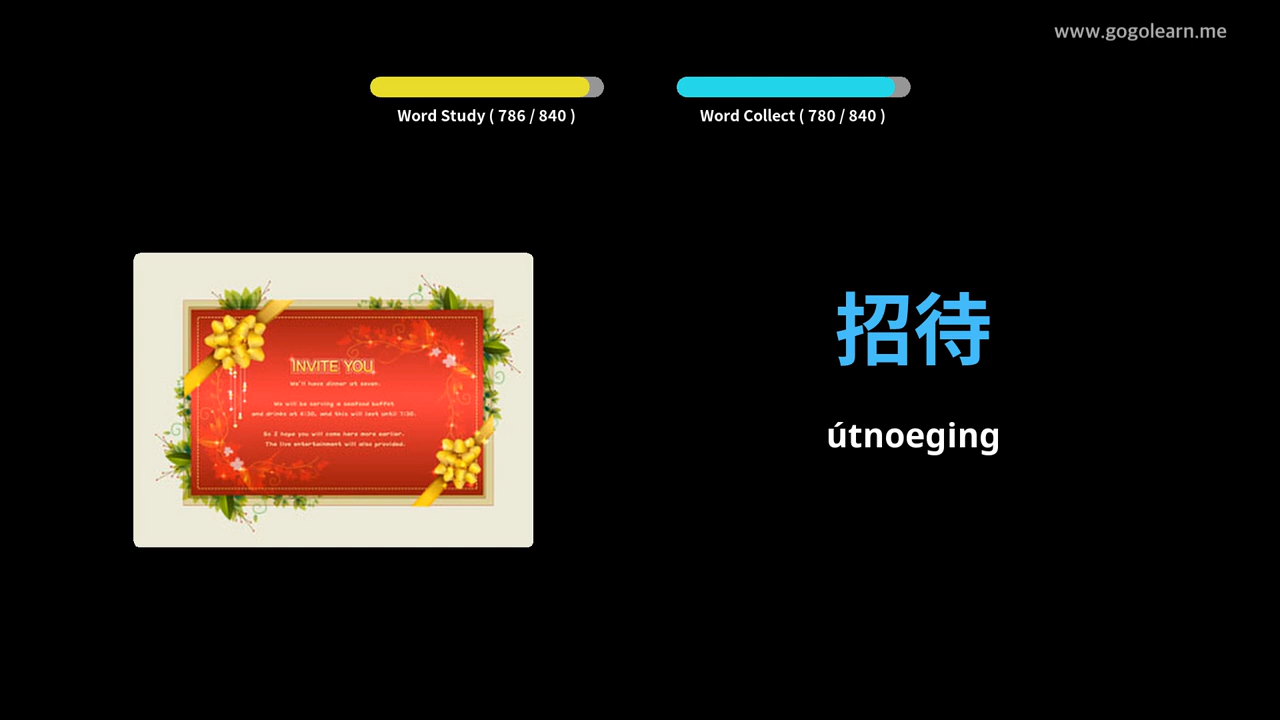 www.gogolearn.me
Word Study ( 786 / 840 )
Word Collect ( 780 / 840 )
INVITE YOU
We'll have dinner at seven.
We will be serving a seafood buffet
and drinks at 6:30, and this will last until 7:30.
So I hope you will come here more earlier.
The live entertainment will also provided.
招待
útnoeging